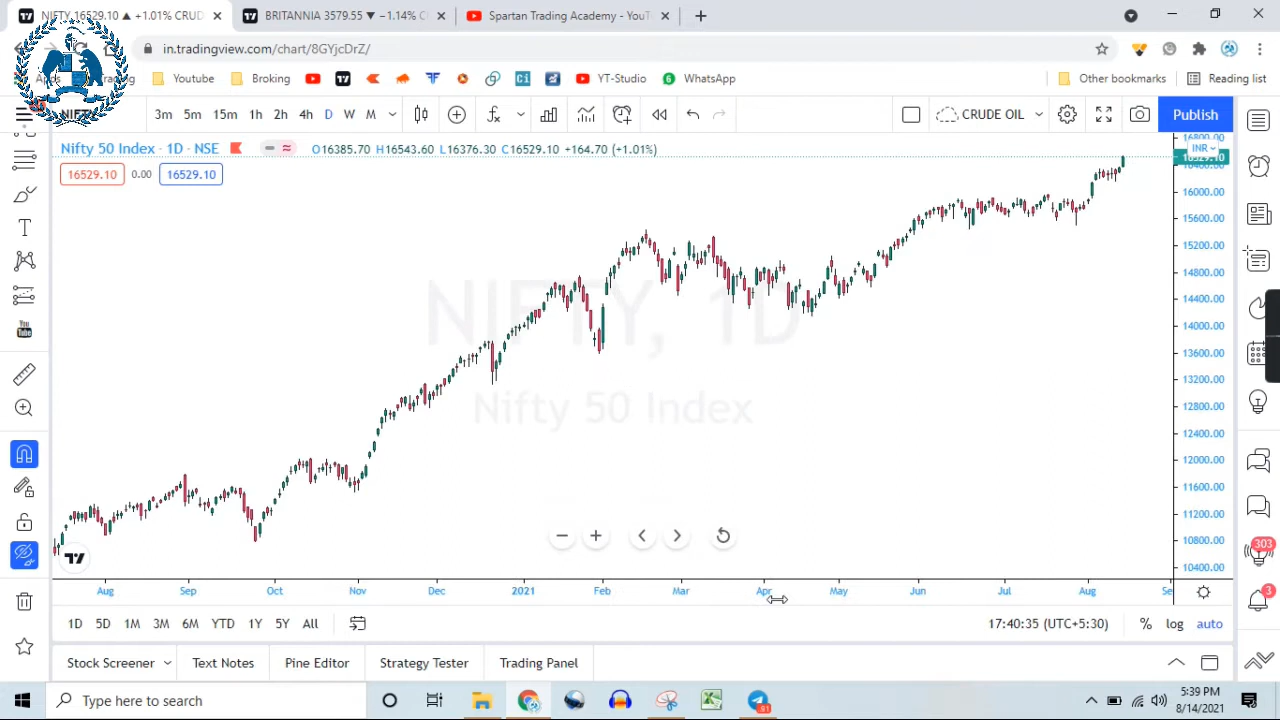 NIFTY 16529.10 ▲ +1.01% CRUD
BRITANNIA 3579.55 ▼ −1.14% C
Spartan Trading Academy - YouT
in.tradingview.com/chart/8GYjcDrZ/
Youtube
Broking
YT-Studio
WhatsApp
Other bookmarks
Reading list
3m 5m 15m 1h 2h 4h D W M
CRUDE OIL
Publish
Nifty 50 Index · 1D · NSE
O16385.70 H16543.60 L16376.30 C16529.10 +164.70 (+1.01%)
16529.10 0.00 16529.10
INR
16529.10
16000.00
15600.00
15200.00
14800.00
14400.00
14000.00
13600.00
13200.00
12800.00
12400.00
12000.00
11600.00
11200.00
10800.00
10400.00
NIFTY, 1D
Nifty 50 Index
You
Tube
303
3
Aug Sep Oct Nov Dec 2021 Feb Mar Apr May Jun Jul Aug
1D 5D 1M 3M 6M YTD 1Y 5Y All
17:40:35 (UTC+5:30) % log auto
Stock Screener Text Notes Pine Editor Strategy Tester Trading Panel
Type here to search
5:39 PM
8/14/2021